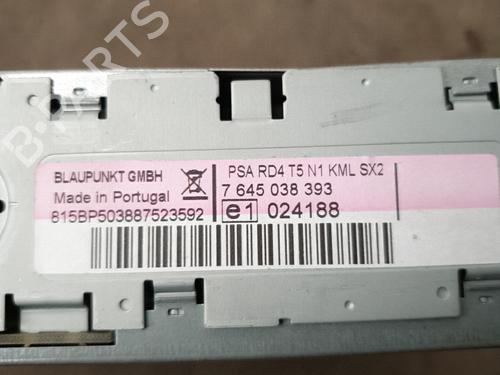 BLAUPUNKT GMBH
Made in Portugal
815BP503887523592
PSA RD4 T5 N1 KML SX2
7 645 038 393
e1 024188
B-PARTS